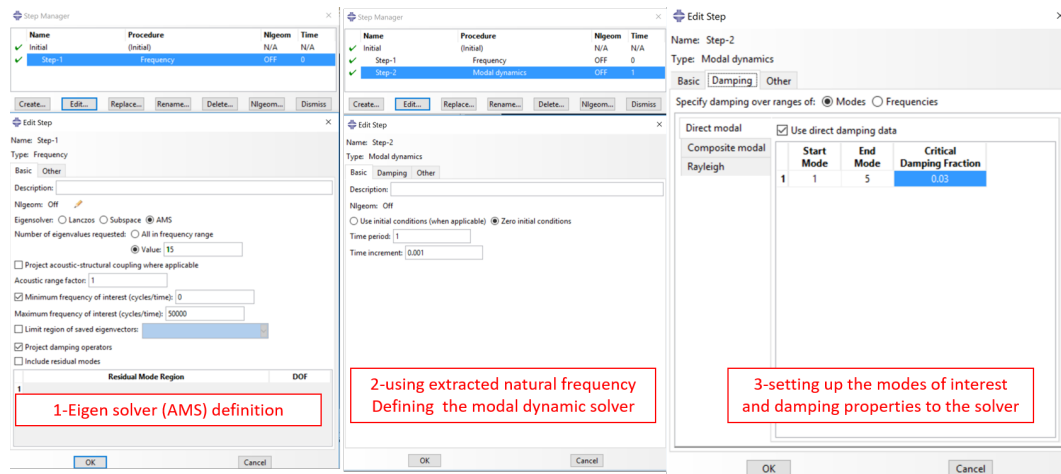 Step Manager
Name Procedure Nlgeom Time
Initial (Initial) N/A N/A
Step-1 Frequency OFF 0
Create... Edit... Replace... Rename... Delete... Nlgeom... Dismiss
Edit Step
Name: Step-1
Type: Frequency
Basic Other
Description:
Nlgeom: Off
Eigensolver: Lanczos Subspace AMS
Number of eigenvalues requested: All in frequency range
Value: 15
Project acoustic-structural coupling where applicable
Acoustic range factor: 1
Minimum frequency of interest (cycles/time): 0
Maximum frequency of interest (cycles/time): 50000
Limit region of saved eigenvectors:
Project damping operators
Include residual modes
Residual Mode Region DOF
1
1-Eigen solver (AMS) definition
OK Cancel
Step Manager
Name Procedure Nlgeom Time
Initial (Initial) N/A N/A
Step-1 Frequency OFF 0
Step-2 Modal dynamics OFF 1
Create... Edit... Replace... Rename... Delete... Nlgeom... Dismiss
Edit Step
Name: Step-2
Type: Modal dynamics
Basic Damping Other
Description:
Nlgeom: Off
Use initial conditions (when applicable) Zero initial conditions
Time period: 1
Time increment: 0.001
2-using extracted natural frequency
Defining the modal dynamic solver
OK Cancel
Edit Step
Name: Step-2
Type: Modal dynamics
Basic Damping Other
Specify damping over ranges of: Modes Frequencies
Direct modal
Composite modal
Rayleigh
Use direct damping data
Start Mode End Mode Critical Damping Fraction
1 1 5 0.03
3-setting up the modes of interest
and damping properties to the solver
OK Cancel